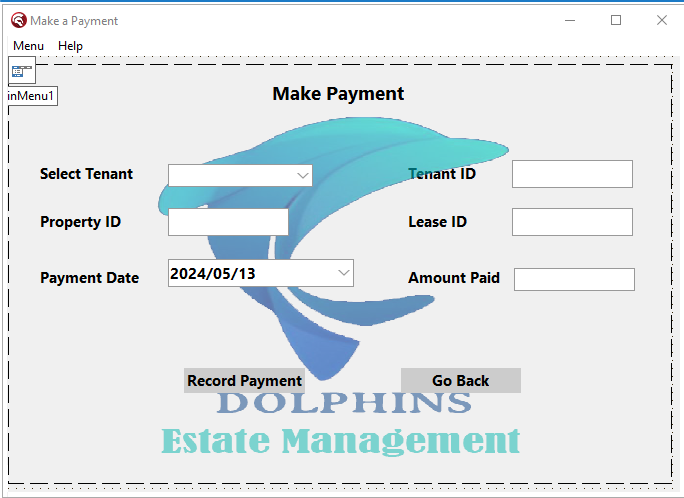 Make a Payment
Menu Help
inMenu1
Make Payment
Select Tenant Tenant ID
Property ID Lease ID
Payment Date 2024/05/13 Amount Paid
Record Payment Go Back
DOLPHINS
Estate Management